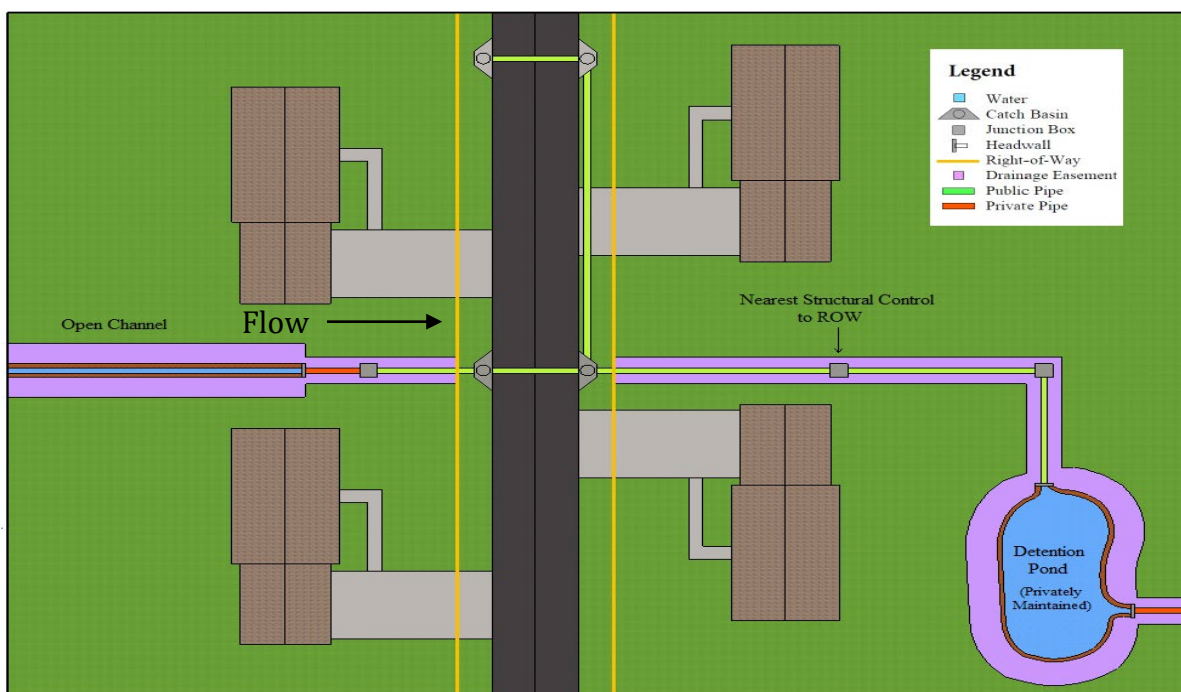 Legend
Water
Catch Basin
Junction Box
Headwall
Right-of-Way
Drainage Easement
Public Pipe
Private Pipe
Nearest Structural Control
to ROW
Open Channel
Flow
Detention
Pond
(Privately
Maintained)